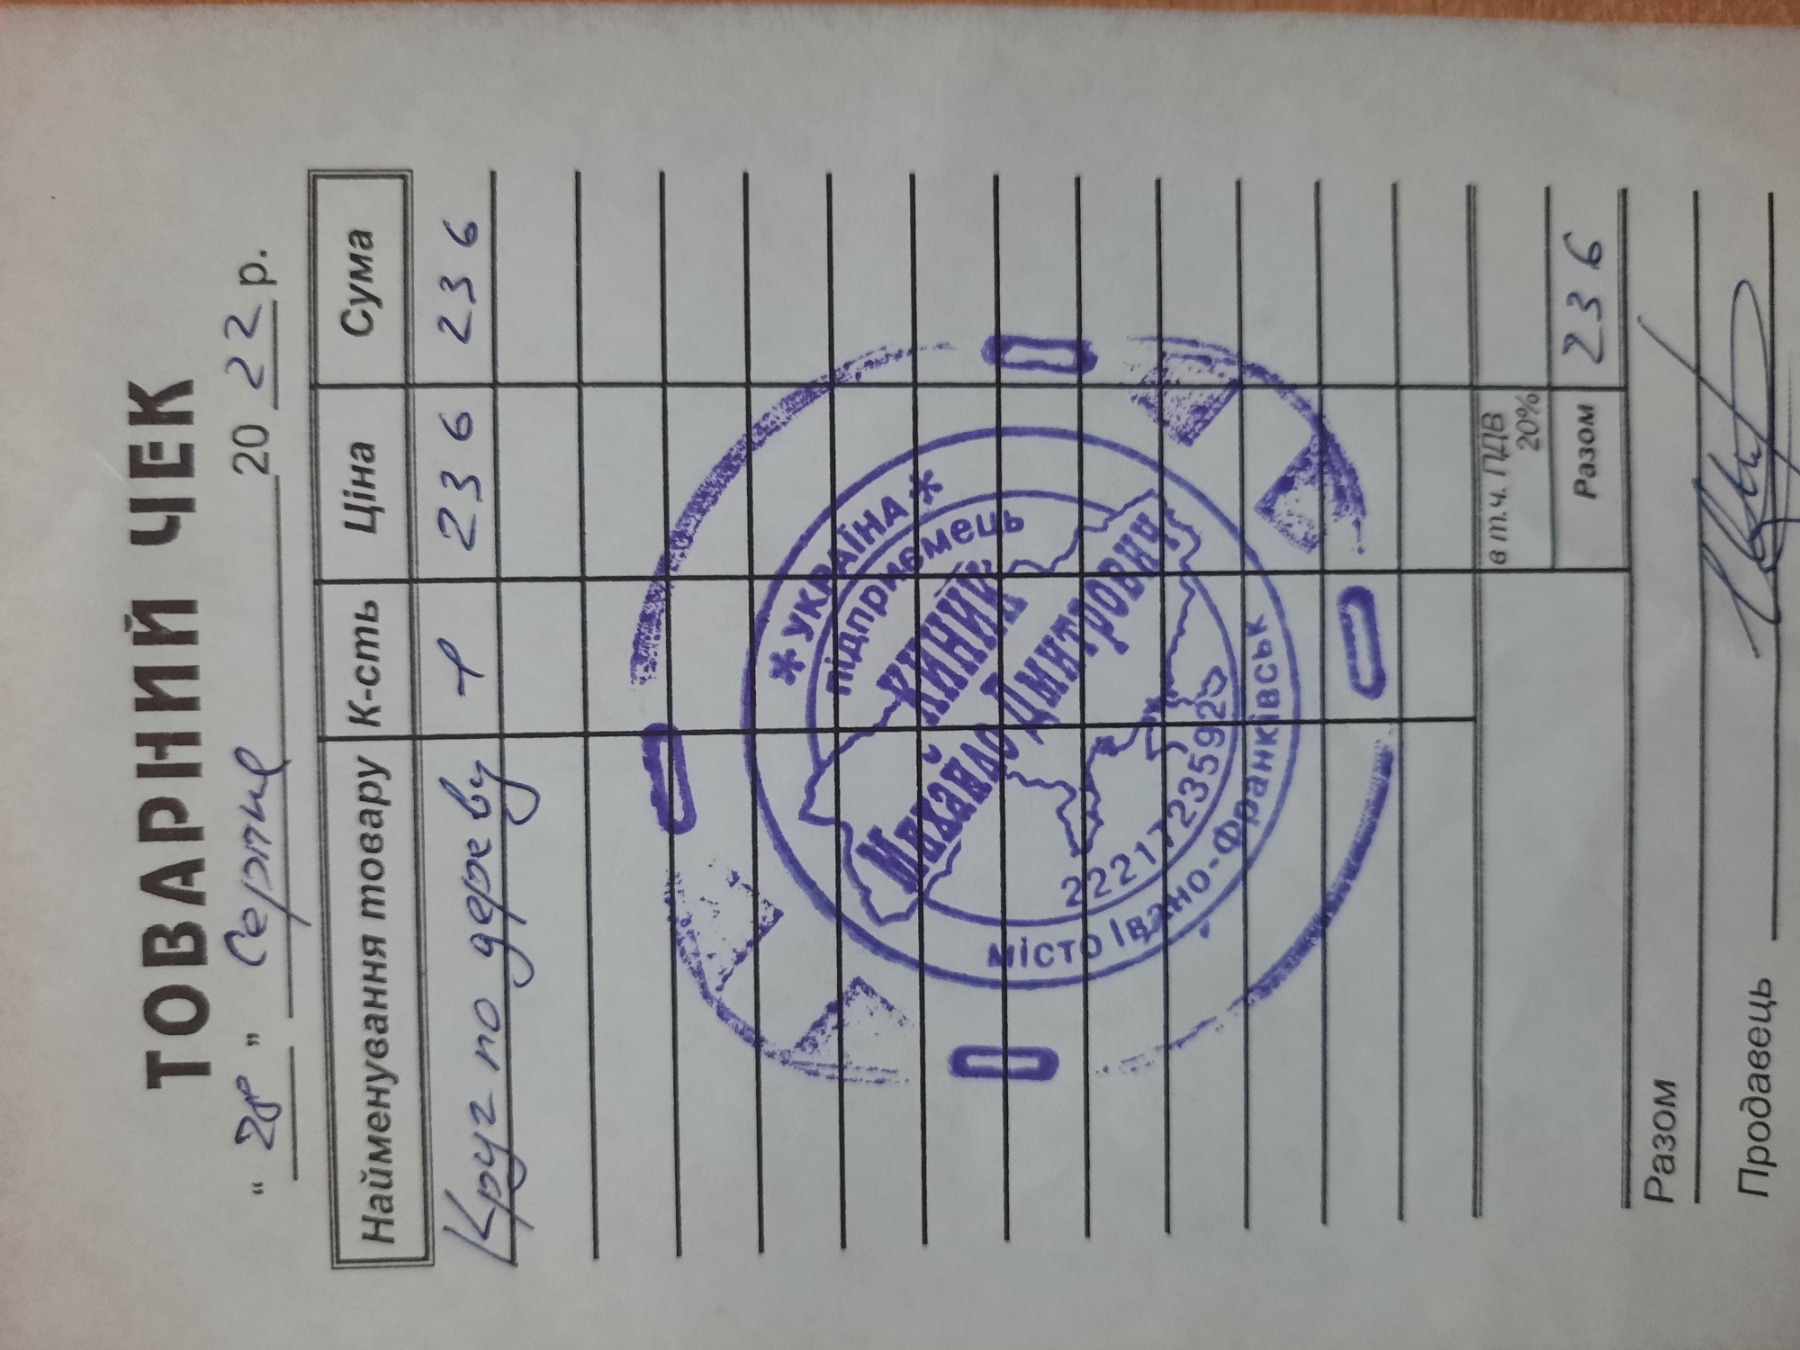 ТОВАРНИЙ ЧЕК
“ 28 ” Серпня 20 22 р.
Найменування товару К-сть Ціна Сума
Круг по дереву 1 236 236
* УКРАЇНА *
підприємець
КИНИЙ
Михайло Дмитрович
2221723592
місто Івано-Франківськ
в т.ч. ПДВ 20%
Разом 236
Разом
Продавець